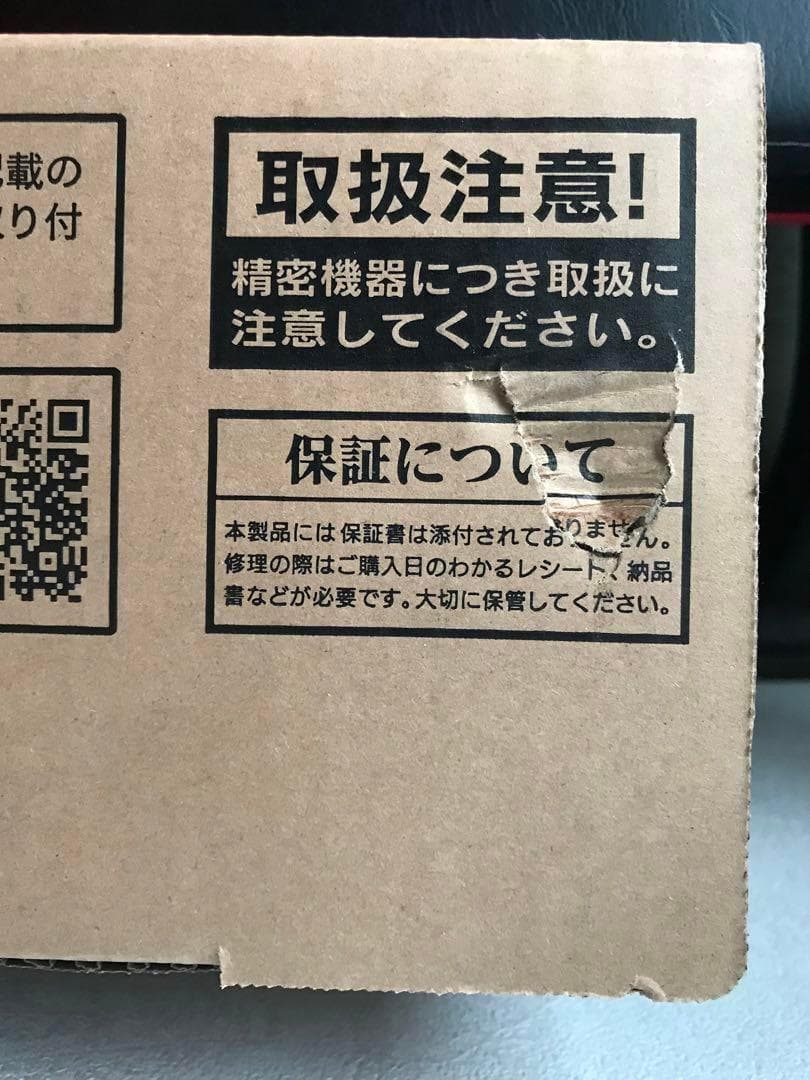 載の
り付
取扱注意!
精密機器につき取扱に
注意してください。
保証について
本製品には保証書は添付されておりません。
修理の際はご購入日のわかるレシート、納品
書などが必要です。大切に保管してください。